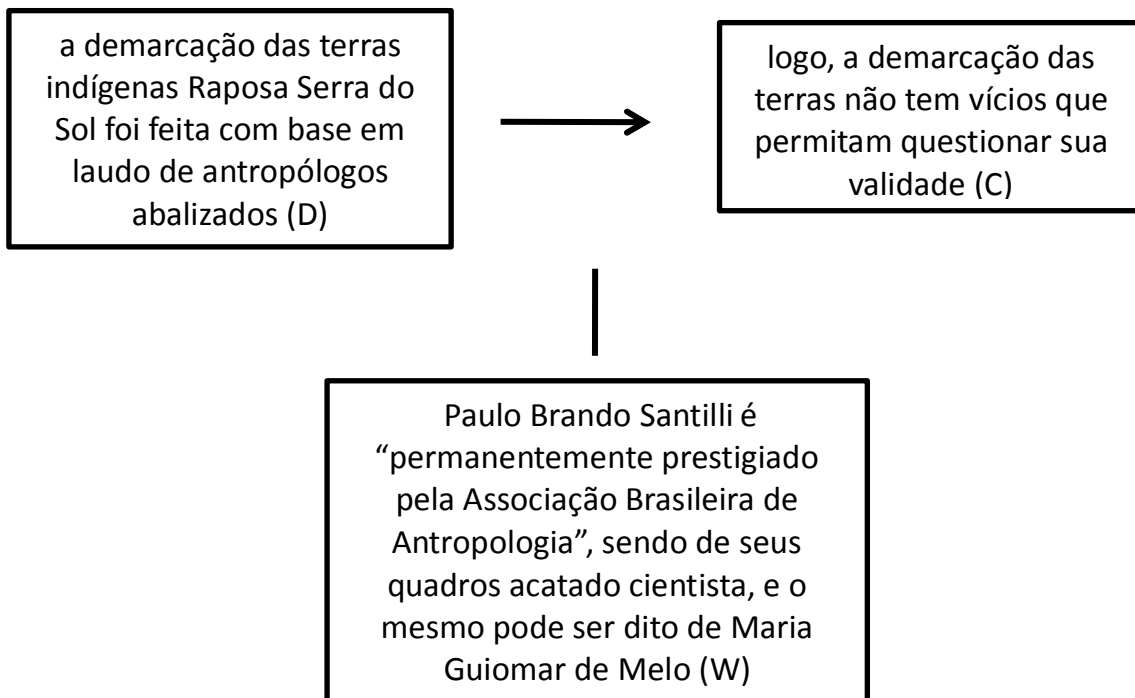 a demarcação das terras
indígenas Raposa Serra do
Sol foi feita com base em
laudo de antropólogos
abalizados (D)
logo, a demarcação das
terras não tem vícios que
permitam questionar sua
validade (C)
Paulo Brando Santilli é
“permanentemente prestigiado
pela Associação Brasileira de
Antropologia”, sendo de seus
quadros acatado cientista, e o
mesmo pode ser dito de Maria
Guiomar de Melo (W)